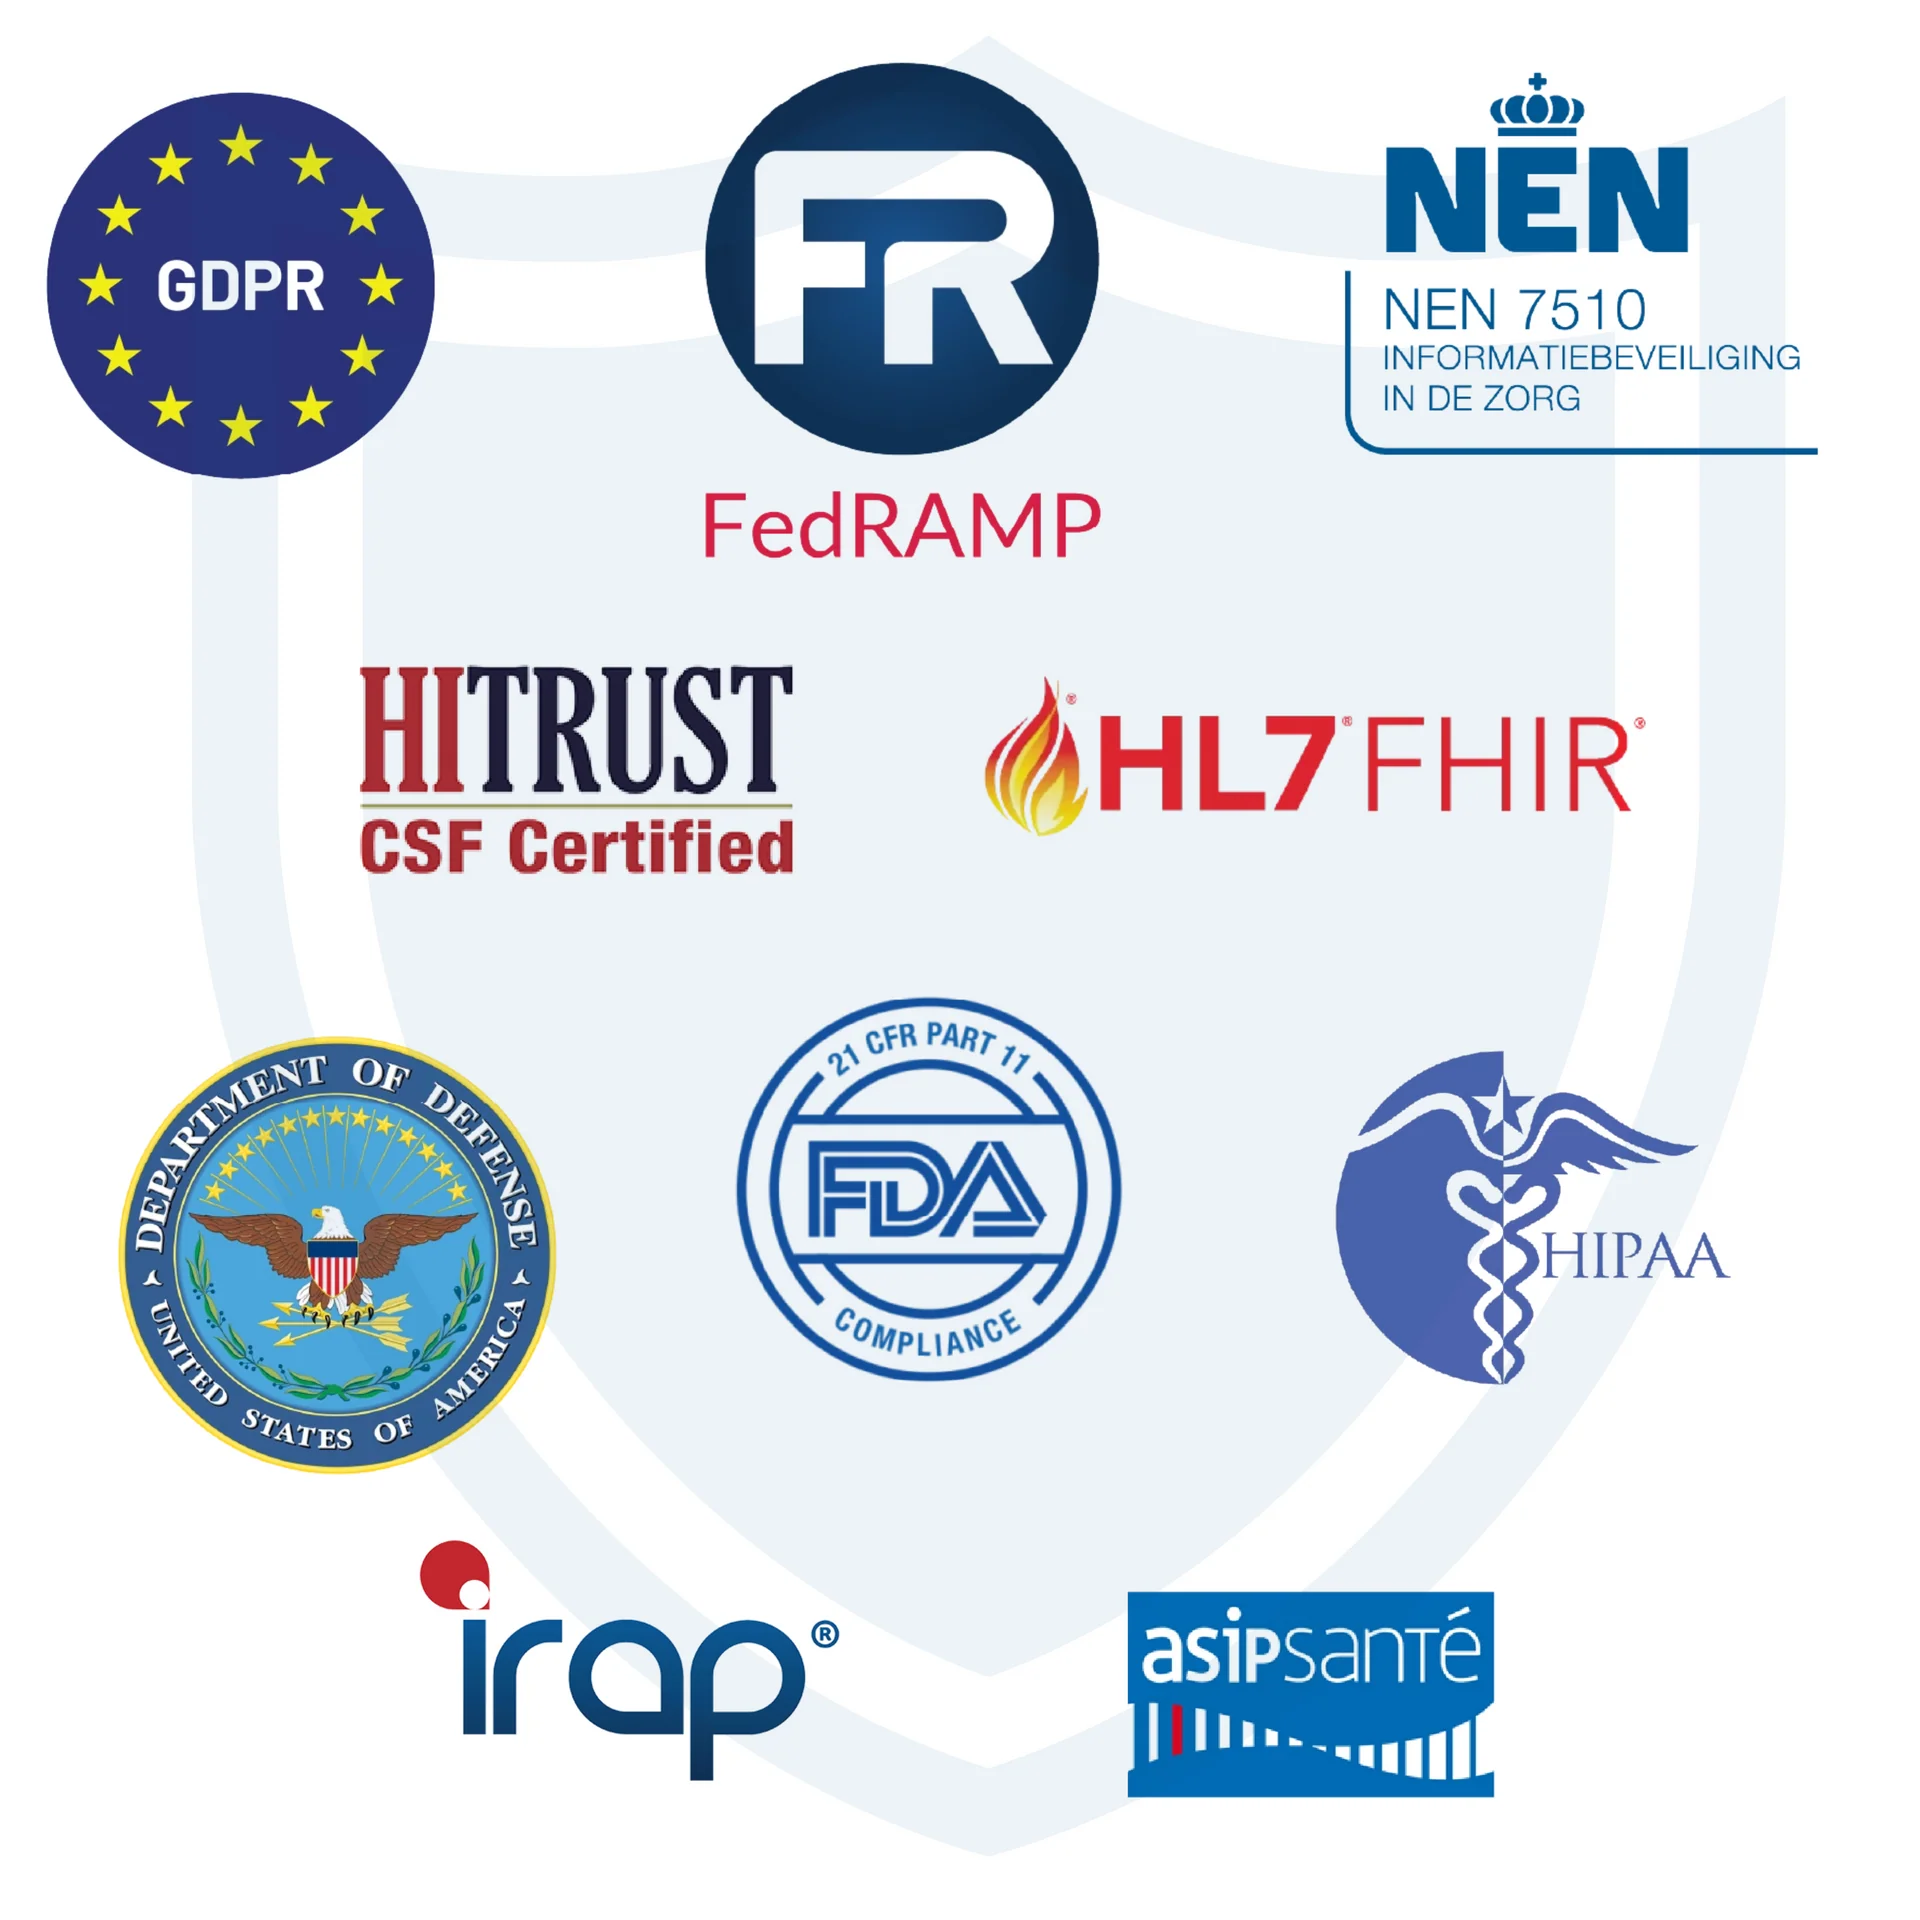 GDPR
FR
FedRAMP
NEN
NEN 7510
INFORMATIEBEVEILIGING
IN DE ZORG
HITRUST
CSF Certified
HL7® FHIR®
DEPARTMENT OF DEFENSE
UNITED STATES OF AMERICA
21 CFR PART 11
FDA
COMPLIANCE
HIPAA
irap®
asipsanté